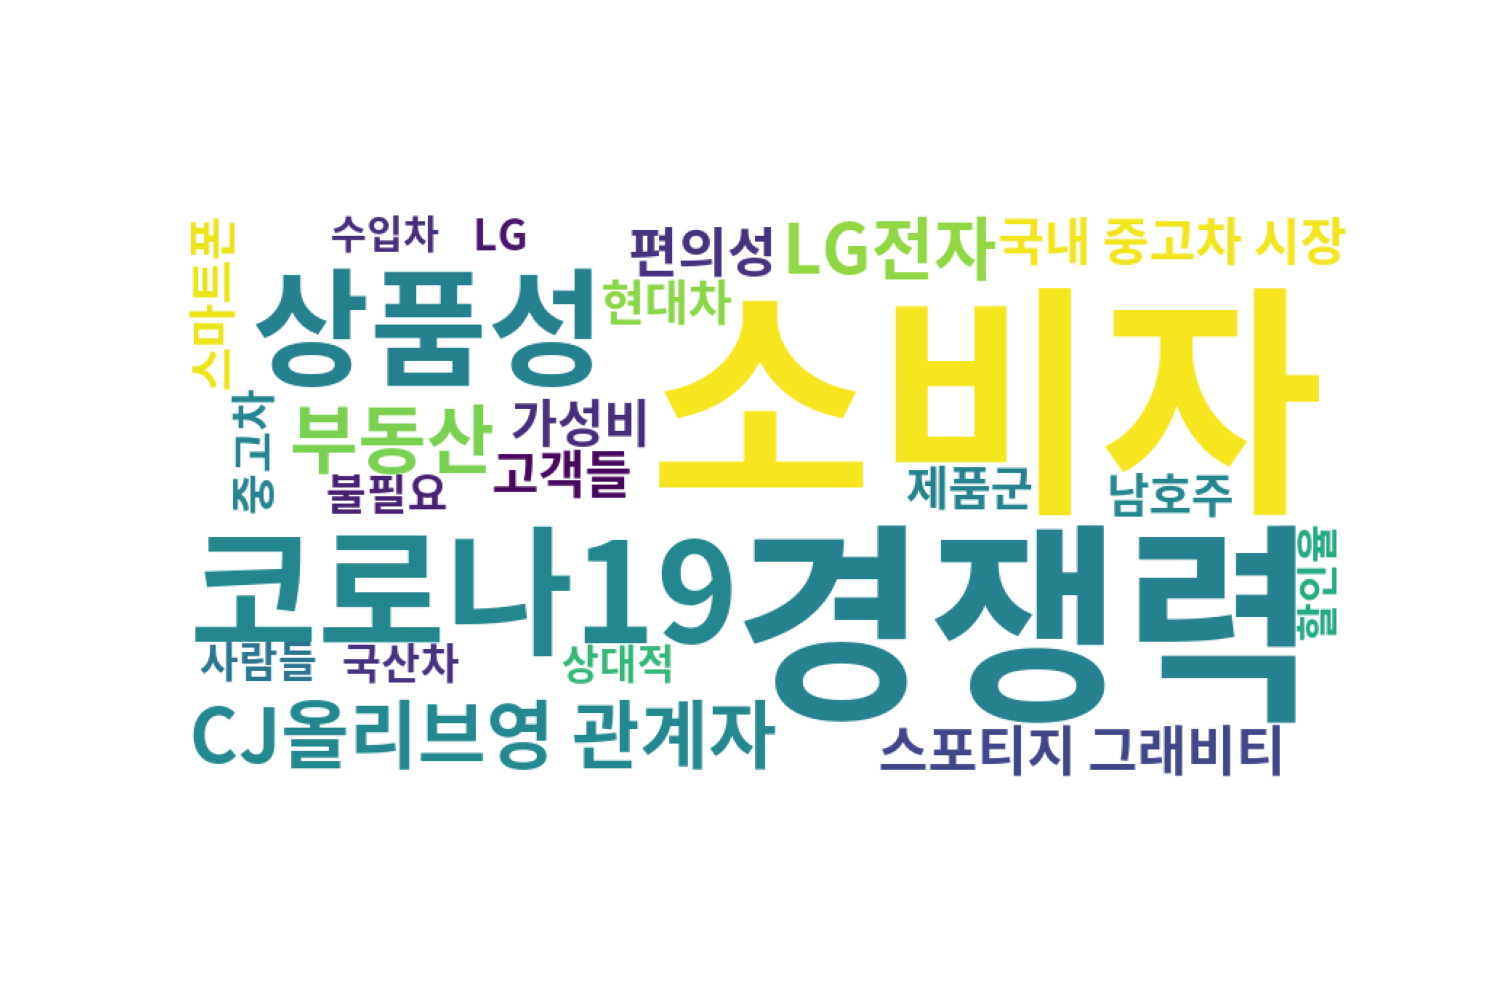 스마트폰
수입차
LG
편의성
LG전자
국내 중고차 시장
상품성
현대차
소비자
중고차
부동산
가성비
불필요
고객들
제품군
남호주
코로나19
경쟁력
할인율
사람들
국산차
상대적
CJ올리브영 관계자
스포티지 그래비티